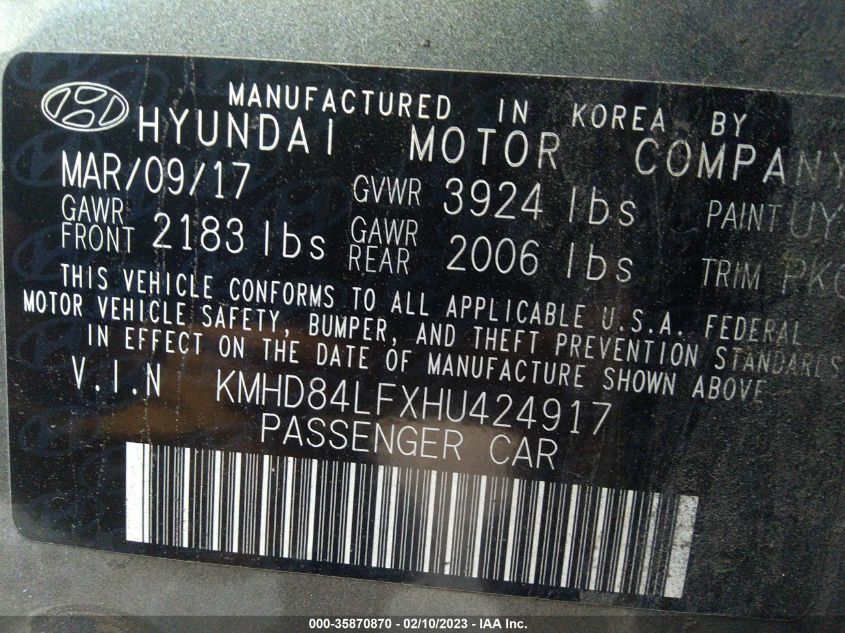 MANUFACTURED IN KOREA BY
HYUNDAI MOTOR COMPANY
MAR/09/17 GVWR 3924 lbs PAINT
GAWR FRONT 2183 lbs GAWR REAR 2006 lbs TRIM
THIS VEHICLE CONFORMS TO ALL APPLICABLE U.S.A. FEDERAL
MOTOR VEHICLE SAFETY, BUMPER, AND THEFT PREVENTION STANDARDS
IN EFFECT ON THE DATE OF MANUFACTURE SHOWN ABOVE
V.I.N KMHD84LFXHU424917
PASSENGER CAR
000-35870870 - 02/10/2023 - IAA Inc.